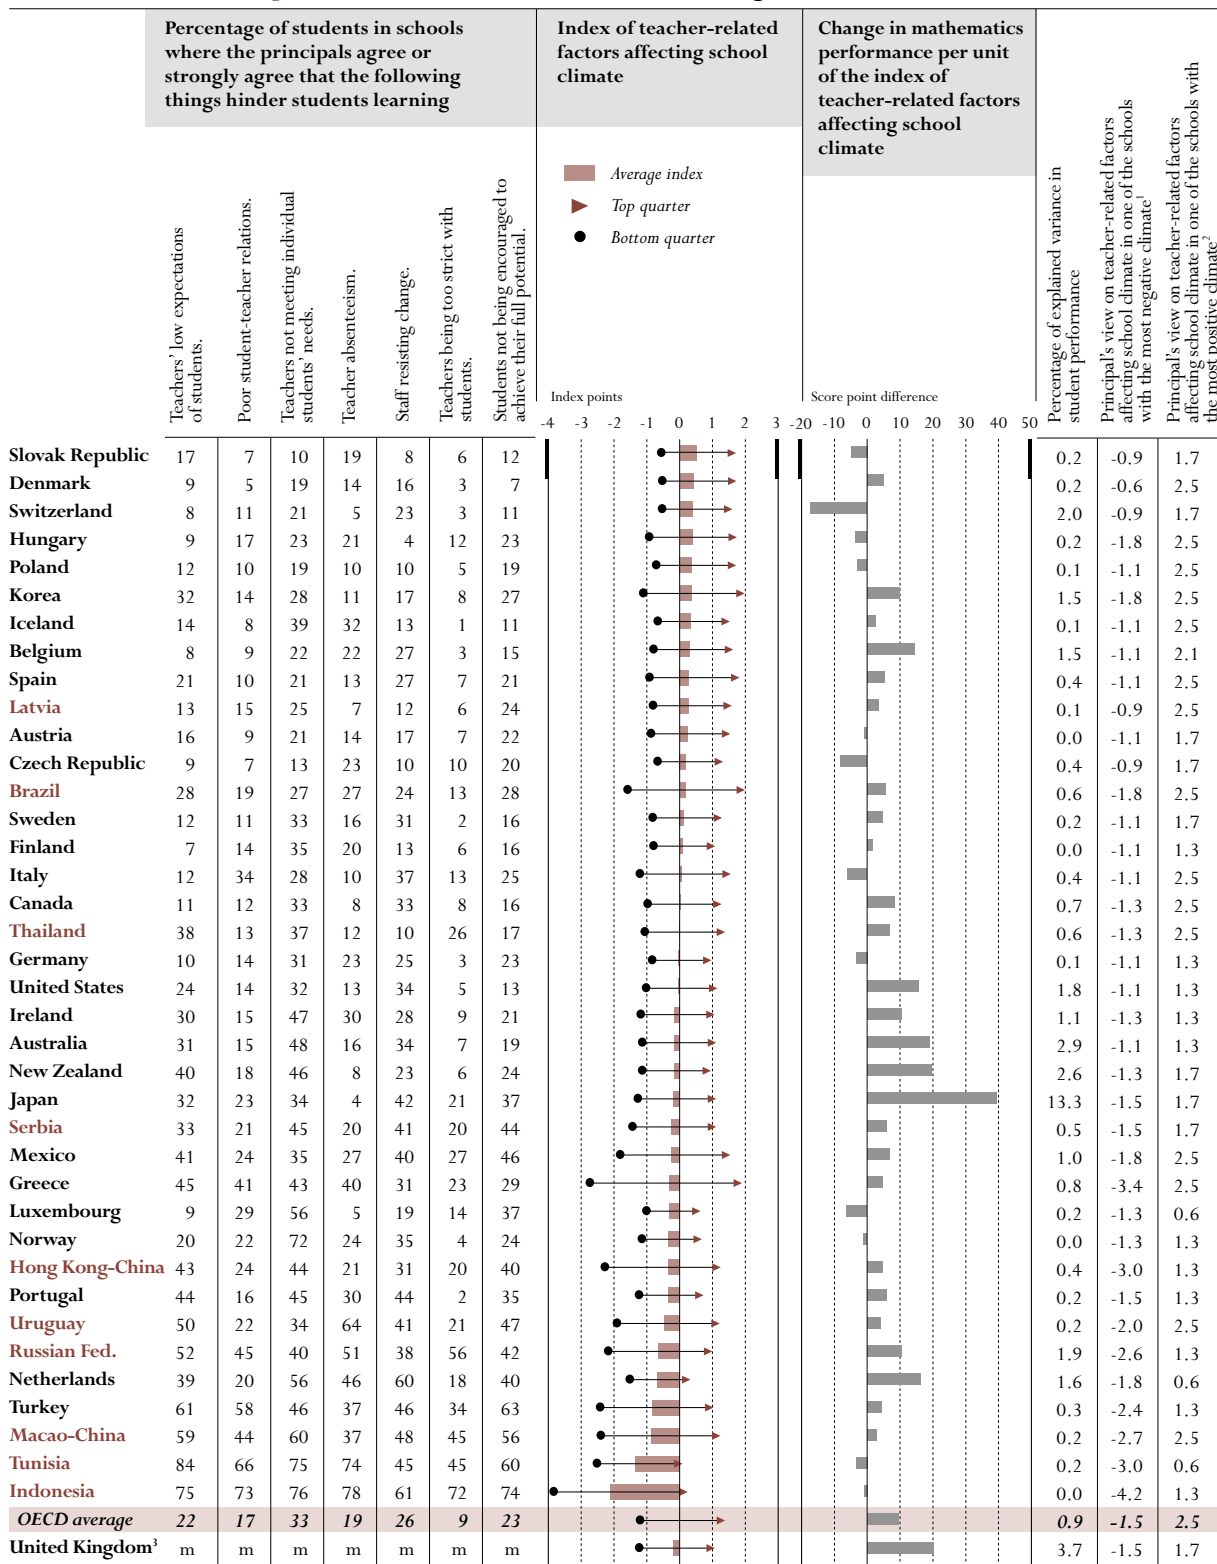 Percentage of students in schools
where the principals agree or
strongly agree that the following
things hinder students learning
Index of teacher-related
factors affecting school
climate
Change in mathematics
performance per unit
of the index of
teacher-related factors
affecting school
climate
Teachers' low expectations
of students.
Poor student-teacher relations.
Teachers not meeting individual
students' needs.
Teacher absenteeism.
Staff resisting change.
Teachers being too strict with
students.
Students not being encouraged to
achieve their full potential.
Average index
Top quarter
Bottom quarter
Percentage of explained variance in
student performance
Principal's view on teacher-related factors
affecting school climate in one of the schools
with the most negative climate1
Principal's view on teacher-related factors
affecting school climate in one of the schools with
the most positive climate2
Index points
Score point difference
-4 -3 -2 -1 0 1 2 3 -20 -10 0 10 20 30 40 50
Slovak Republic 17 7 10 19 8 6 12 0.2 -0.9 1.7
Denmark 9 5 19 14 16 3 7 0.2 -0.6 2.5
Switzerland 8 11 21 5 23 3 11 2.0 -0.9 1.7
Hungary 9 17 23 21 4 12 23 0.2 -1.8 2.5
Poland 12 10 19 10 10 5 19 0.1 -1.1 2.5
Korea 32 14 28 11 17 8 27 1.5 -1.8 2.5
Iceland 14 8 39 32 13 1 11 0.1 -1.1 2.5
Belgium 8 9 22 22 27 3 15 1.5 -1.1 2.1
Spain 21 10 21 13 27 7 21 0.4 -1.1 2.5
Latvia 13 15 25 7 12 6 24 0.1 -0.9 2.5
Austria 16 9 21 14 17 7 22 0.0 -1.1 1.7
Czech Republic 9 7 13 23 10 10 20 0.4 -0.9 1.7
Brazil 28 19 27 27 24 13 28 0.6 -1.8 2.5
Sweden 12 11 33 16 31 2 16 0.2 -1.1 1.7
Finland 7 14 35 20 13 6 16 0.0 -1.1 1.3
Italy 12 34 28 10 37 13 25 0.4 -1.1 2.5
Canada 11 12 33 8 33 8 16 0.7 -1.3 2.5
Thailand 38 13 37 12 10 26 17 0.6 -1.3 2.5
Germany 10 14 31 23 25 3 23 0.1 -1.1 1.3
United States 24 14 32 13 34 5 13 1.8 -1.1 1.3
Ireland 30 15 47 30 28 9 21 1.1 -1.3 1.3
Australia 31 15 48 16 34 7 19 2.9 -1.1 1.3
New Zealand 40 18 46 8 23 6 24 2.6 -1.3 1.7
Japan 32 23 34 4 42 21 37 13.3 -1.5 1.7
Serbia 33 21 45 20 41 20 44 0.5 -1.5 1.7
Mexico 41 24 35 27 40 27 46 1.0 -1.8 2.5
Greece 45 41 43 40 31 23 29 0.8 -3.4 2.5
Luxembourg 9 29 56 5 19 14 37 0.2 -1.3 0.6
Norway 20 22 72 24 35 4 24 0.0 -1.3 1.3
Hong Kong-China 43 24 44 21 31 20 40 0.4 -3.0 1.3
Portugal 44 16 45 30 44 2 35 0.2 -1.5 1.3
Uruguay 50 22 34 64 41 21 47 0.2 -2.0 2.5
Russian Fed. 52 45 40 51 38 56 42 1.9 -2.6 1.3
Netherlands 39 20 56 46 60 18 40 1.6 -1.8 0.6
Turkey 61 58 46 37 46 34 63 0.3 -2.4 1.3
Macao-China 59 44 60 37 48 45 56 0.2 -2.7 2.5
Tunisia 84 66 75 74 45 45 60 0.2 -3.0 0.6
Indonesia 75 73 76 78 61 72 74 0.0 -4.2 1.3
OECD average 22 17 33 19 26 9 23 0.9 -1.5 2.5
United Kingdom3 m m m m m m m 3.7 -1.5 1.7